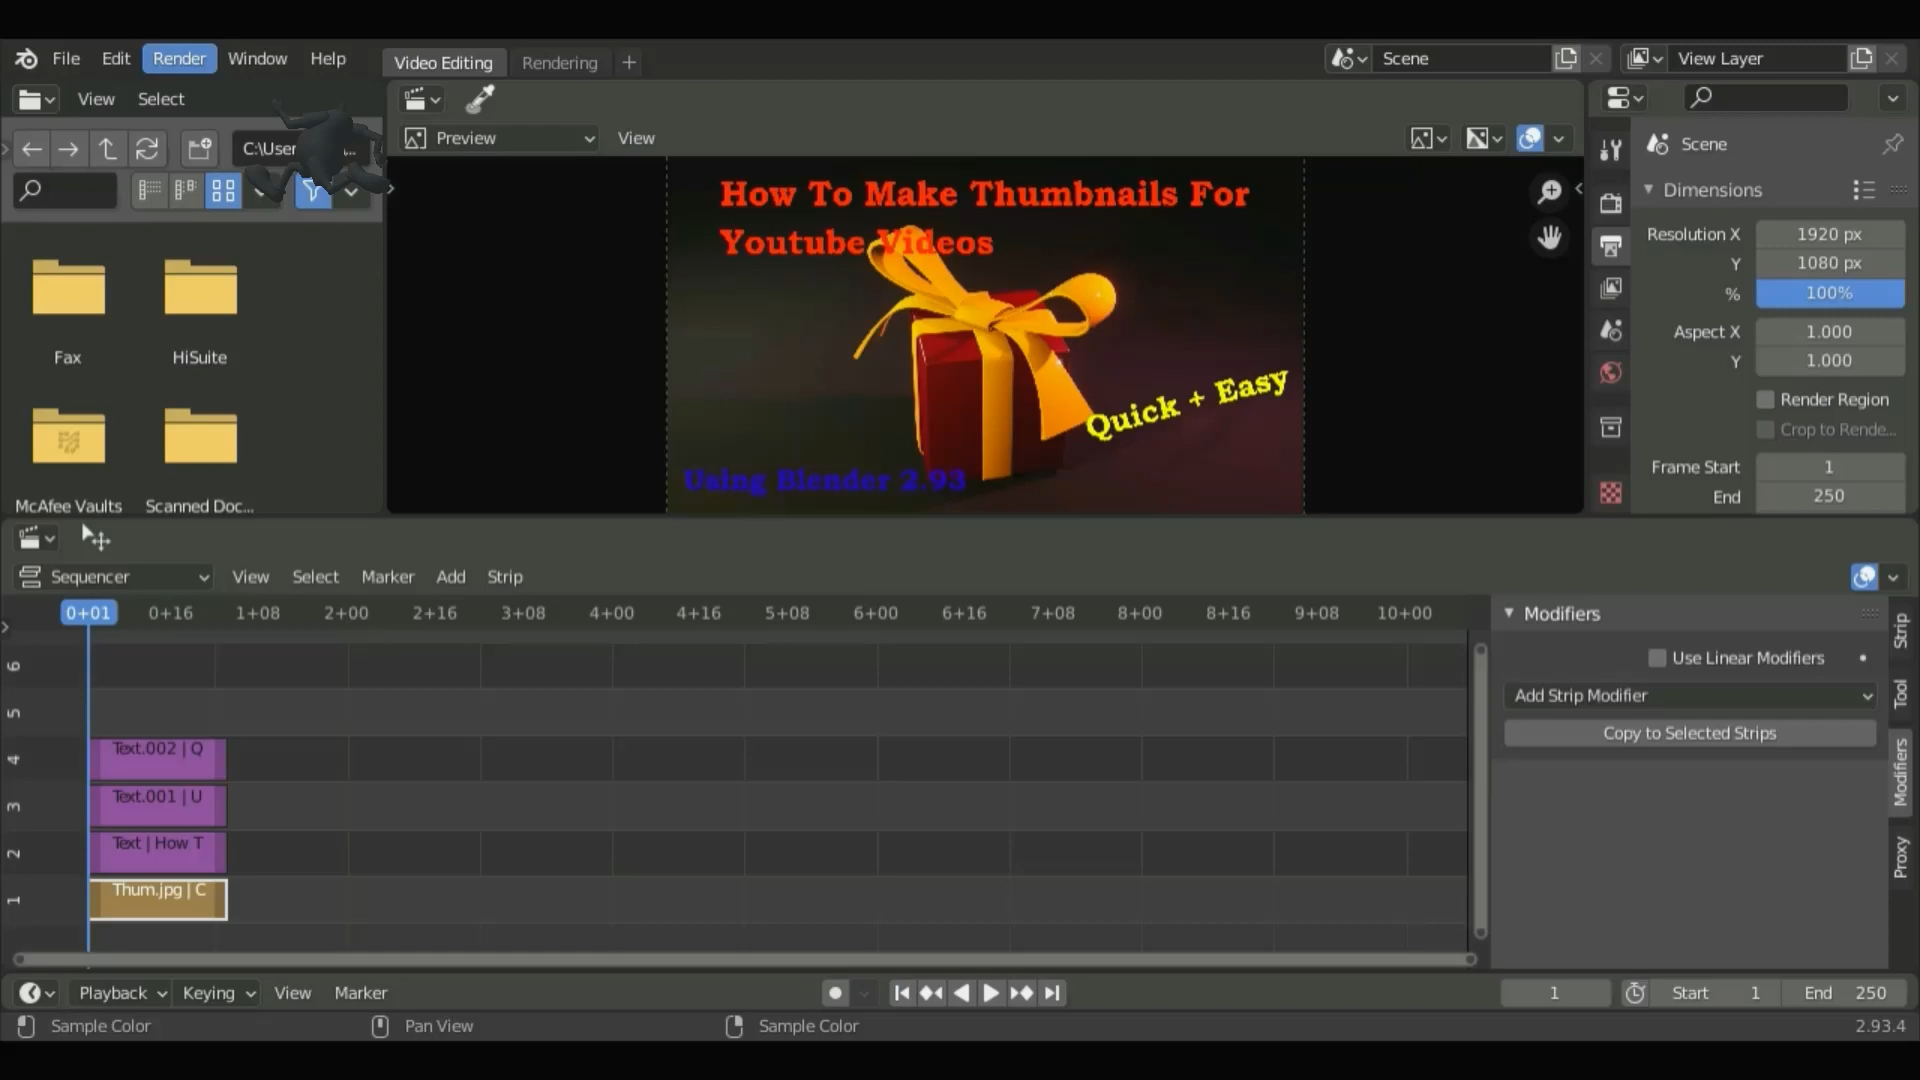 File Edit Render Window Help Video Editing Rendering + Scene View Layer
View Select
Preview View
C:\User ...
Scene
Dimensions
Resolution X 1920 px
Y 1080 px
% 100%
Aspect X 1.000
Y 1.000
Render Region
Crop to Rende...
Frame Start 1
End 250
Fax HiSuite
McAfee Vaults Scanned Doc...
How To Make Thumbnails For
Youtube Videos
Quick + Easy
Using Blender 2.93
Sequencer View Select Marker Add Strip
0+01 0+16 1+08 2+00 2+16 3+08 4+00 4+16 5+08 6+00 6+16 7+08 8+00 8+16 9+08 10+00
6
5
4 Text.002 | Q
3 Text.001 | U
2 Text | How T
1 Thum.jpg | C
Modifiers
Use Linear Modifiers
Add Strip Modifier
Copy to Selected Strips
Strip
Tool
Modifiers
Proxy
Playback Keying View Marker 1 Start 1 End 250
Sample Color Pan View Sample Color 2.93.4